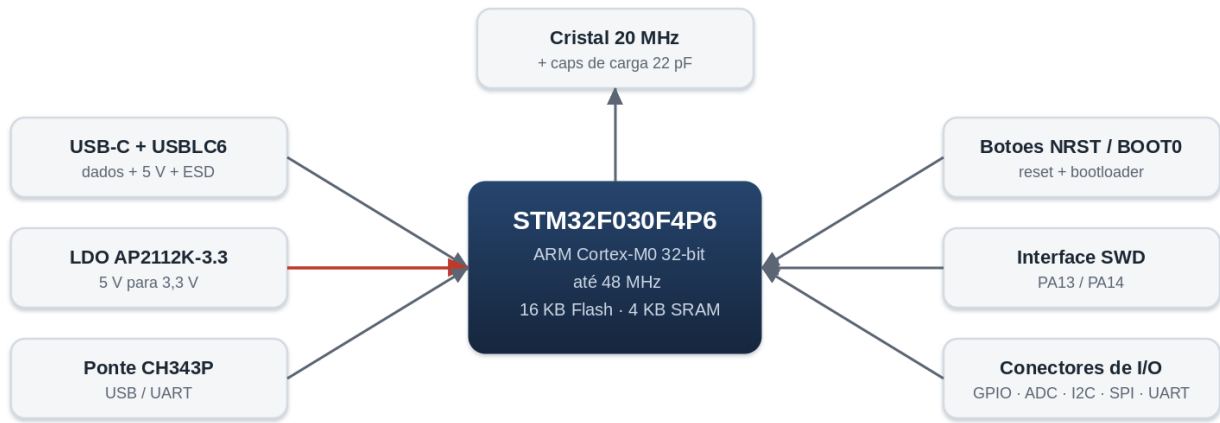 Cristal 20 MHz
+ caps de carga 22 pF
USB-C + USBLC6
dados + 5 V + ESD
LDO AP2112K-3.3
5 V para 3,3 V
Ponte CH343P
USB / UART
STM32F030F4P6
ARM Cortex-M0 32-bit
até 48 MHz
16 KB Flash · 4 KB SRAM
Botoes NRST / BOOT0
reset + bootloader
Interface SWD
PA13 / PA14
Conectores de I/O
GPIO · ADC · I2C · SPI · UART